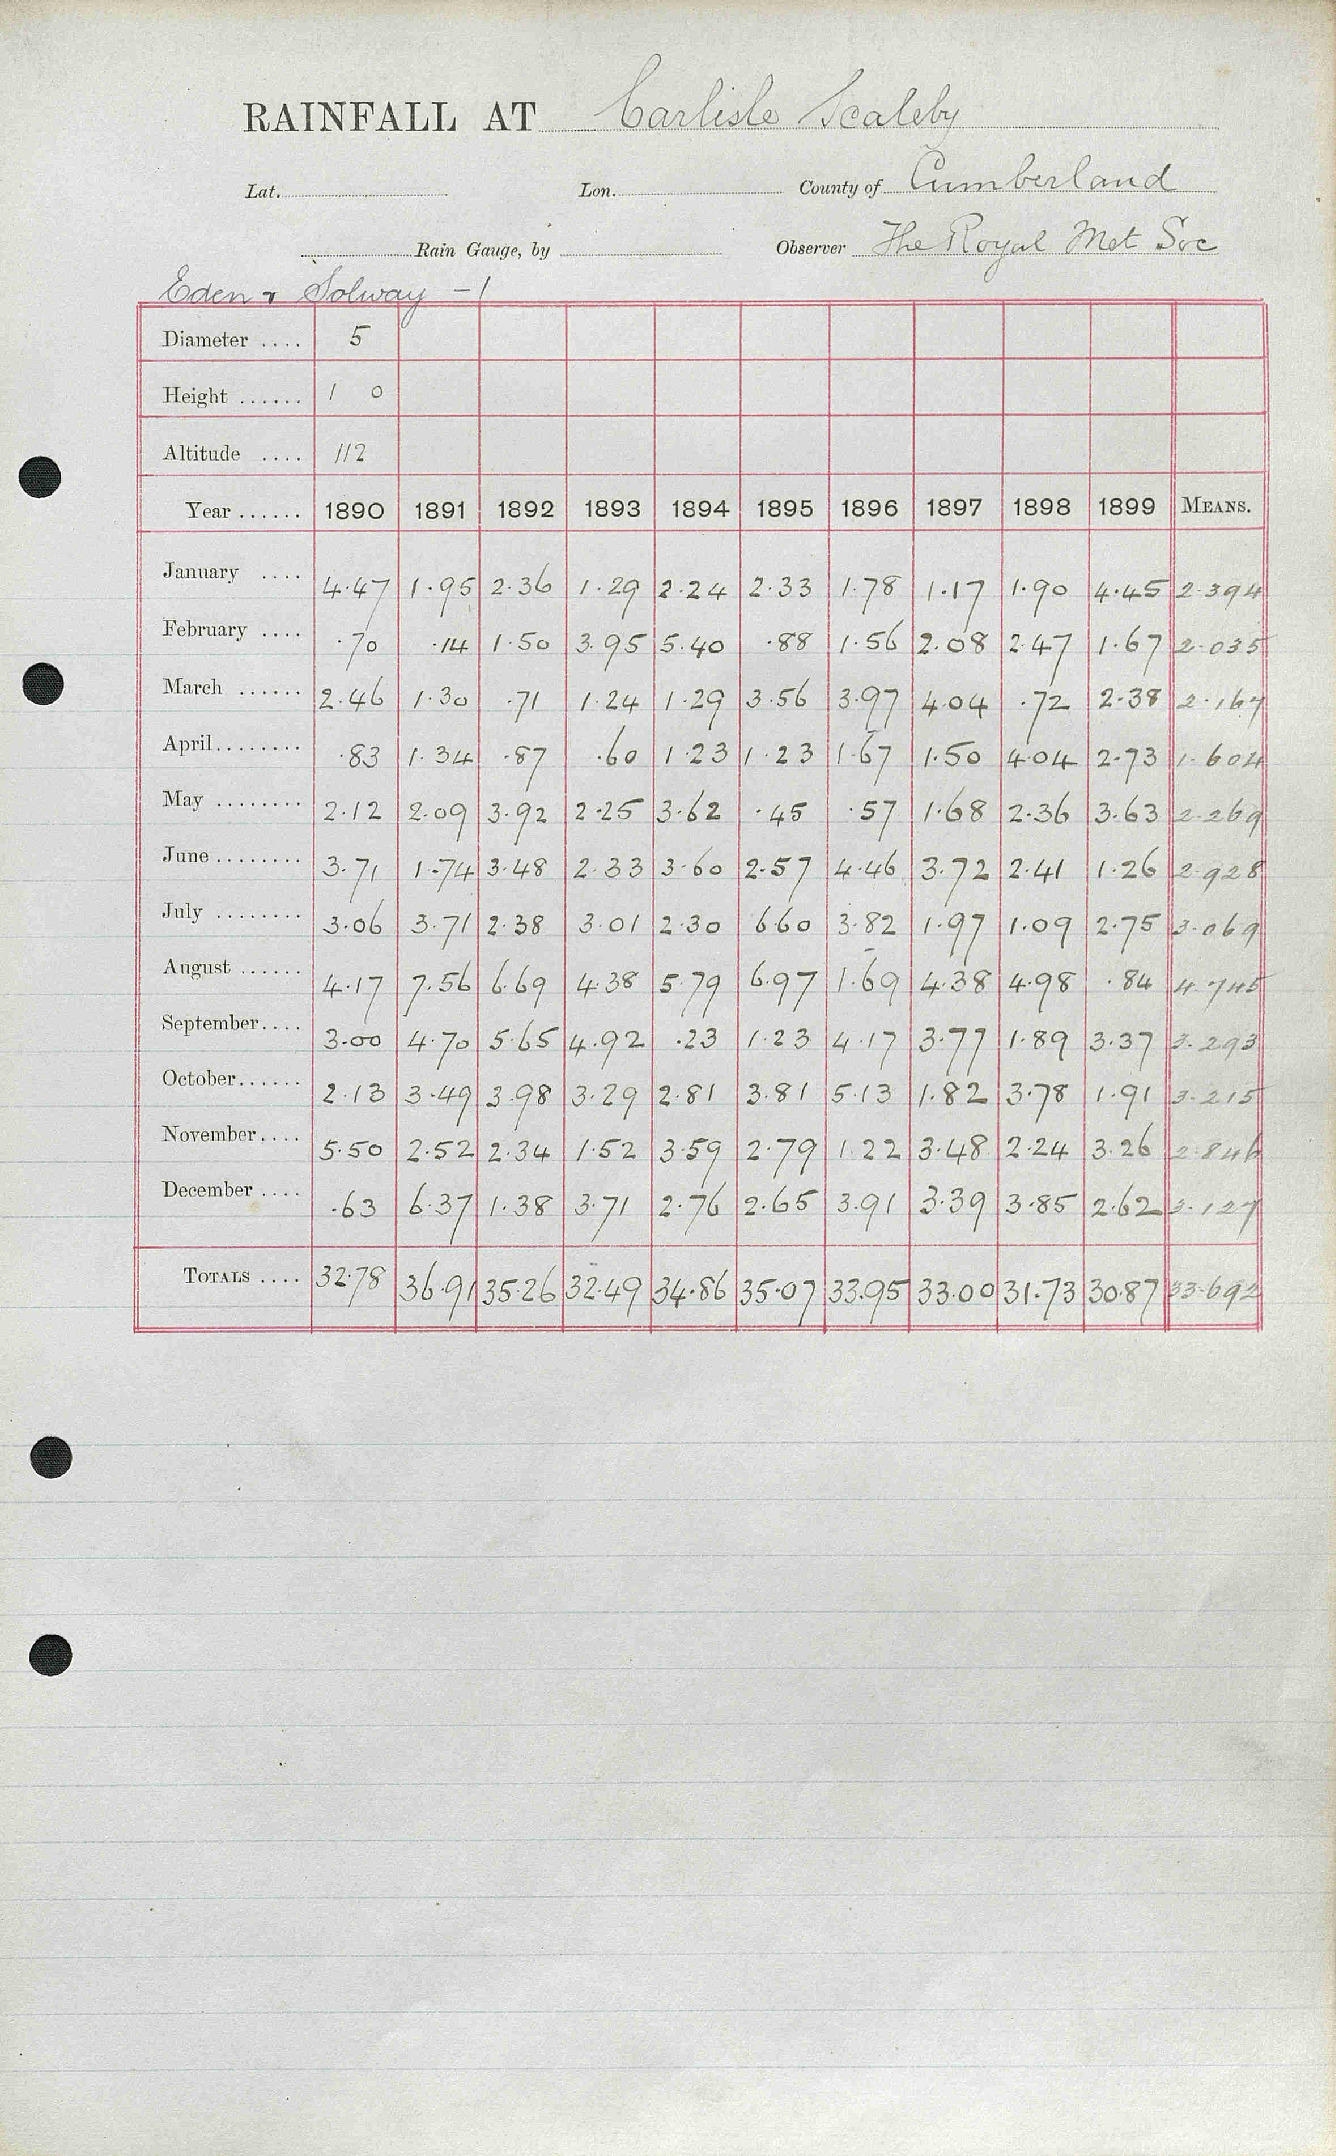 RAINFALL AT Carlisle Scaleby
Lat. Lon. County of Cumberland
Rain Gauge, by Observer The Royal Met Soc
Eden & Solway - 1
Diameter .... 5
Height ...... 1 0
Altitude .... 112
Year ...... 1890 1891 1892 1893 1894 1895 1896 1897 1898 1899 MEANS.
January .... 4.47 1.95 2.36 1.29 2.24 2.33 1.78 1.17 1.90 4.45 2.394
February .... .70 .14 1.50 3.95 5.40 .88 1.56 2.08 2.47 1.67 2.035
March ...... 2.46 1.30 .71 1.24 1.29 3.56 3.97 4.04 .72 2.38 2.167
April ........ .83 1.34 .87 .60 1.23 1.23 1.67 1.50 4.04 2.73 1.604
May ........ 2.12 2.09 3.92 2.25 3.62 .45 .57 1.68 2.36 3.63 2.269
June ........ 3.71 1.74 3.48 2.33 3.60 2.57 4.46 3.72 2.41 1.26 2.928
July ........ 3.06 3.71 2.38 3.01 2.30 6.60 3.82 1.97 1.09 2.75 3.069
August ...... 4.17 7.56 6.69 4.38 5.79 6.97 1.69 4.38 4.98 .84 4.745
September .... 3.00 4.70 5.65 4.92 .23 1.23 4.17 3.77 1.89 3.37 3.293
October ...... 2.13 3.49 3.98 3.29 2.81 3.81 5.13 1.82 3.78 1.91 3.215
November .... 5.50 2.52 2.34 1.52 3.59 2.79 1.22 3.48 2.24 3.26 2.846
December .... .63 6.37 1.38 3.71 2.76 2.65 3.91 3.39 3.85 2.62 3.127
TOTALS .... 32.78 36.91 35.26 32.49 34.86 35.07 33.95 33.00 31.73 30.87 33.692